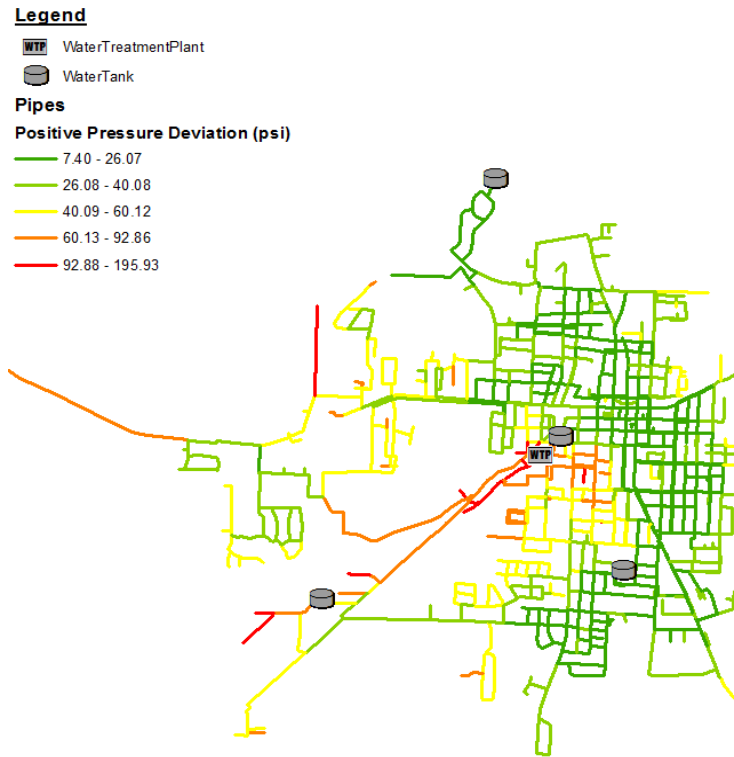 Legend
WTP WaterTreatmentPlant
WaterTank
Pipes
Positive Pressure Deviation (psi)
7.40 - 26.07
26.08 - 40.08
40.09 - 60.12
60.13 - 92.86
92.88 - 195.93
WTP